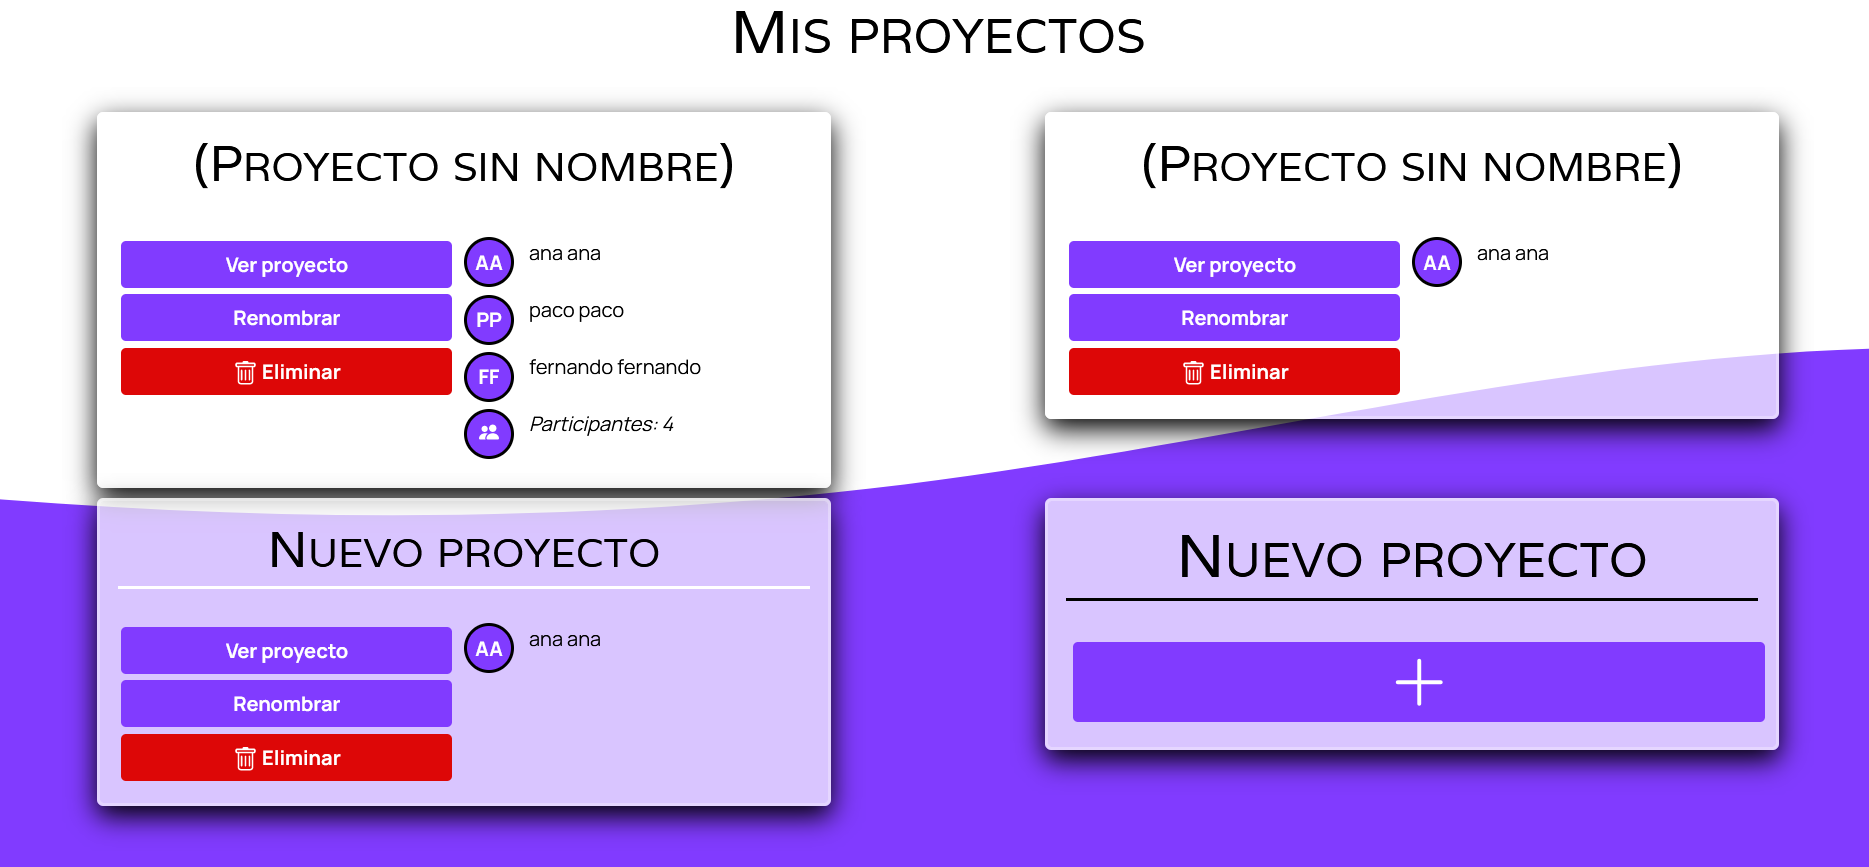 Mis proyectos
(Proyecto sin nombre)
Ver proyecto
Renombrar
Eliminar
AA ana ana
PP paco paco
FF fernando fernando
Participantes: 4
(Proyecto sin nombre)
Ver proyecto
Renombrar
Eliminar
AA ana ana
Nuevo proyecto
Ver proyecto
Renombrar
Eliminar
AA ana ana
Nuevo proyecto